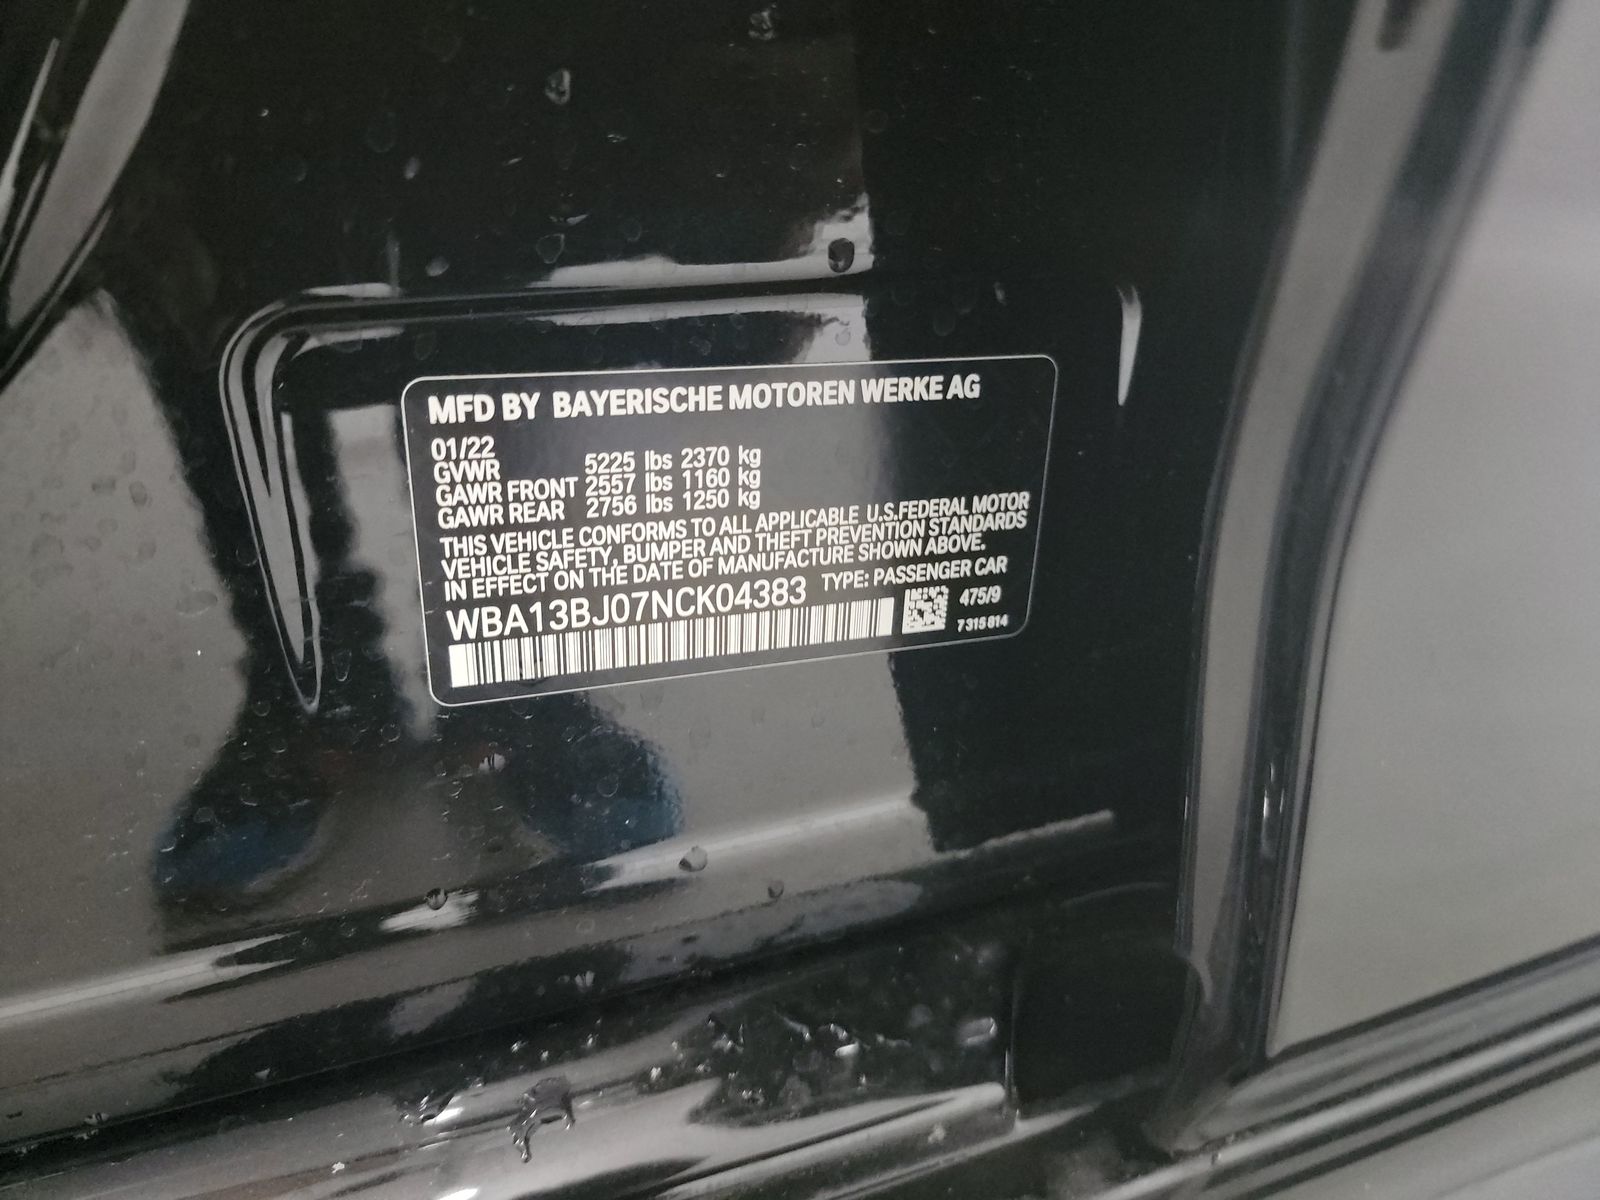 MFD BY BAYERISCHE MOTOREN WERKE AG
01/22
GVWR 5225 lbs 2370 kg
GAWR FRONT 2557 lbs 1160 kg
GAWR REAR 2756 lbs 1250 kg
THIS VEHICLE CONFORMS TO ALL APPLICABLE U.S.FEDERAL MOTOR
VEHICLE SAFETY, BUMPER AND THEFT PREVENTION STANDARDS
IN EFFECT ON THE DATE OF MANUFACTURE SHOWN ABOVE.
WBA13BJ07NCK04383 TYPE: PASSENGER CAR
475/9
7315814